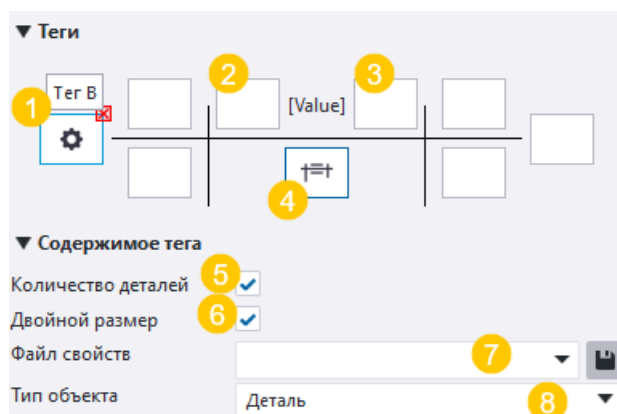 ▼ Теги
2
3
Тег B
1
[Value]
4
▼ Содержимое тега
Количество деталей 5
Двойной размер 6
Файл свойств 7
Тип объекта Деталь 8